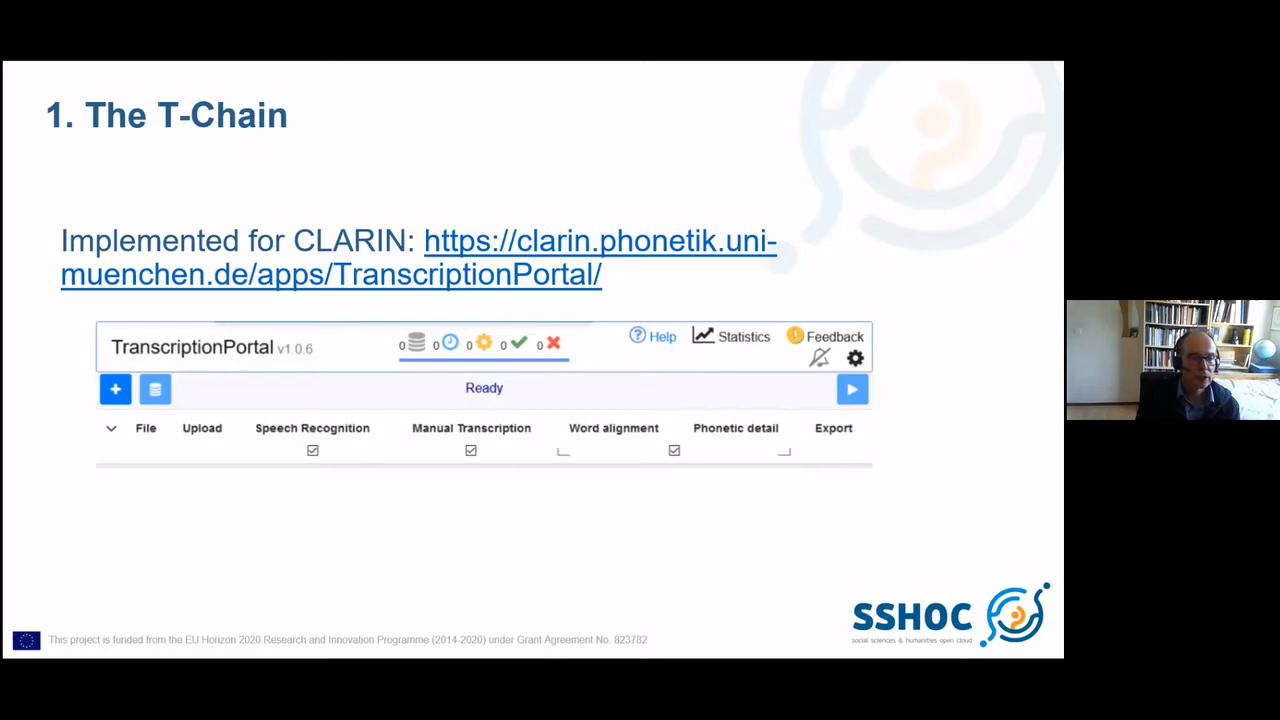 1. The T-Chain
Implemented for CLARIN: https://clarin.phonetik.uni-
muenchen.de/apps/TranscriptionPortal/
TranscriptionPortal v1.0.6
0 0 0 0 0
Help Statistics Feedback
Ready
File Upload Speech Recognition Manual Transcription Word alignment Phonetic detail Export
SSHOC
social sciences & humanities open cloud
This project is funded from the EU Horizon 2020 Research and Innovation Programme (2014-2020) under Grant Agreement No. 823782